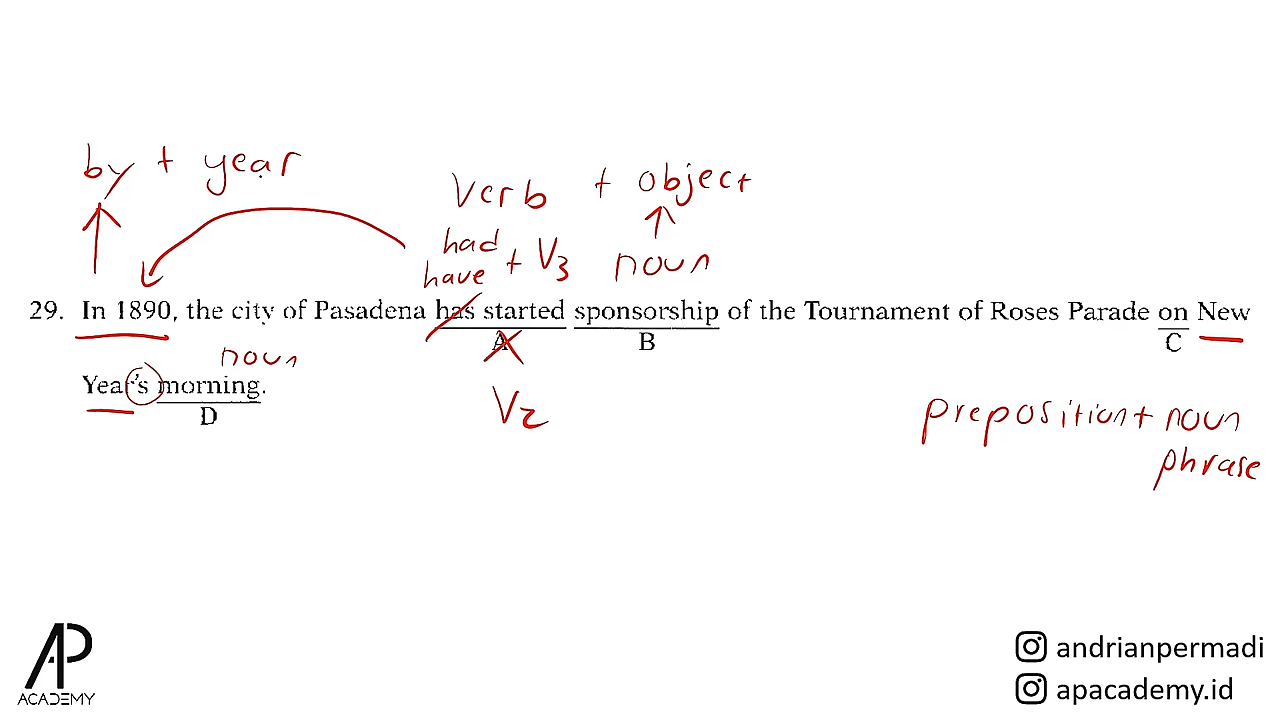 by + year
verb + object
had
have + V3 noun
29. In 1890, the city of Pasadena has started sponsorship of the Tournament of Roses Parade on New
A B C
noun
Year's morning.
D
V2
preposition + noun
phrase
AP
ACADEMY
andrianpermadi
apacademy.id